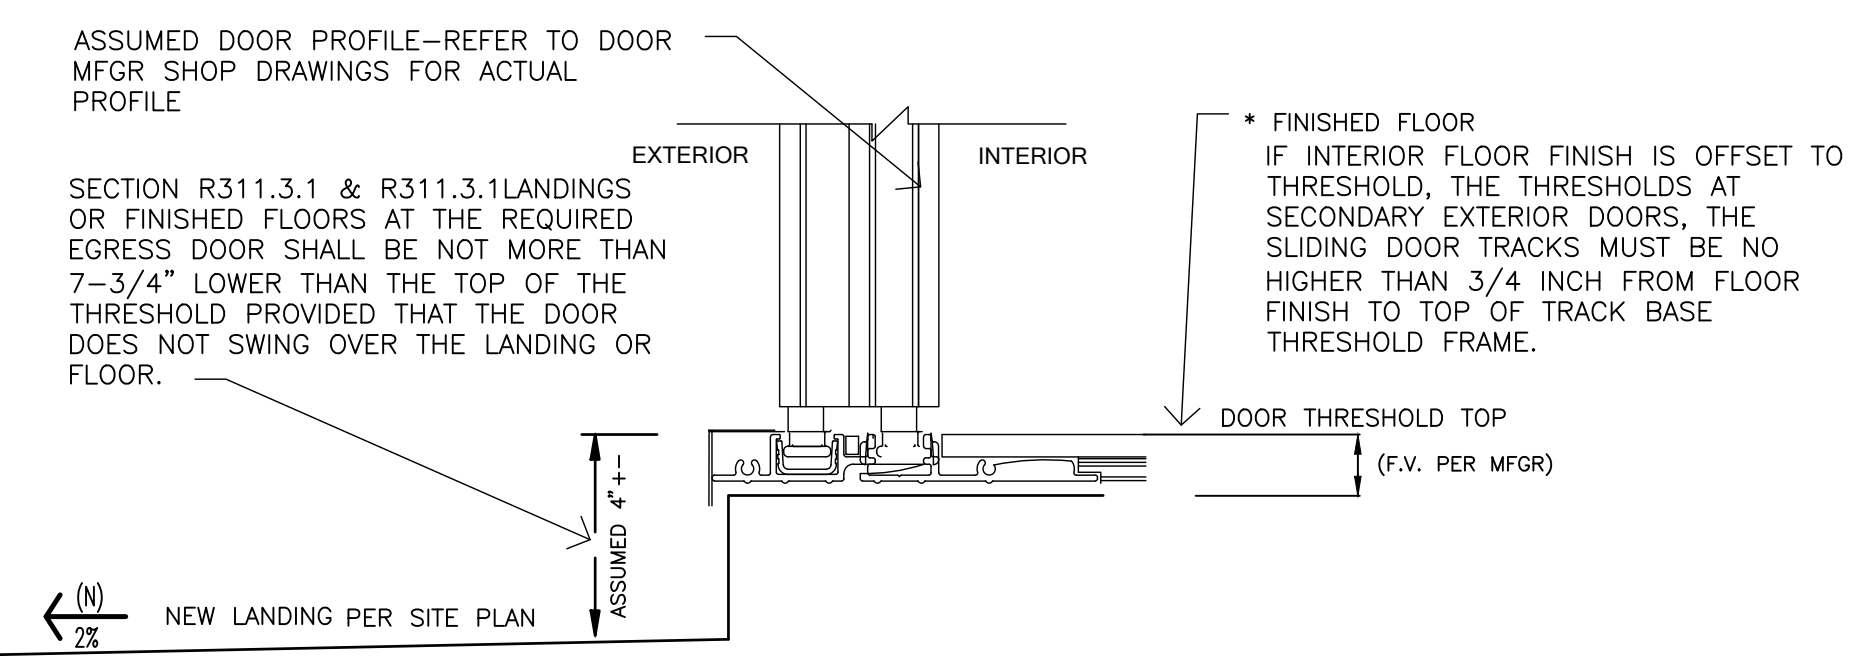 ASSUMED DOOR PROFILE-REFER TO DOOR
MFGR SHOP DRAWINGS FOR ACTUAL
PROFILE
EXTERIOR
INTERIOR
SECTION R311.3.1 & R311.3.1LANDINGS
OR FINISHED FLOORS AT THE REQUIRED
EGRESS DOOR SHALL BE NOT MORE THAN
7-3/4" LOWER THAN THE TOP OF THE
THRESHOLD PROVIDED THAT THE DOOR
DOES NOT SWING OVER THE LANDING OR
FLOOR.
* FINISHED FLOOR
IF INTERIOR FLOOR FINISH IS OFFSET TO
THRESHOLD, THE THRESHOLDS AT
SECONDARY EXTERIOR DOORS, THE
SLIDING DOOR TRACKS MUST BE NO
HIGHER THAN 3/4 INCH FROM FLOOR
FINISH TO TOP OF TRACK BASE
THRESHOLD FRAME.
DOOR THRESHOLD TOP
(F.V. PER MFGR)
ASSUMED 4"+-
(N)
2%
NEW LANDING PER SITE PLAN